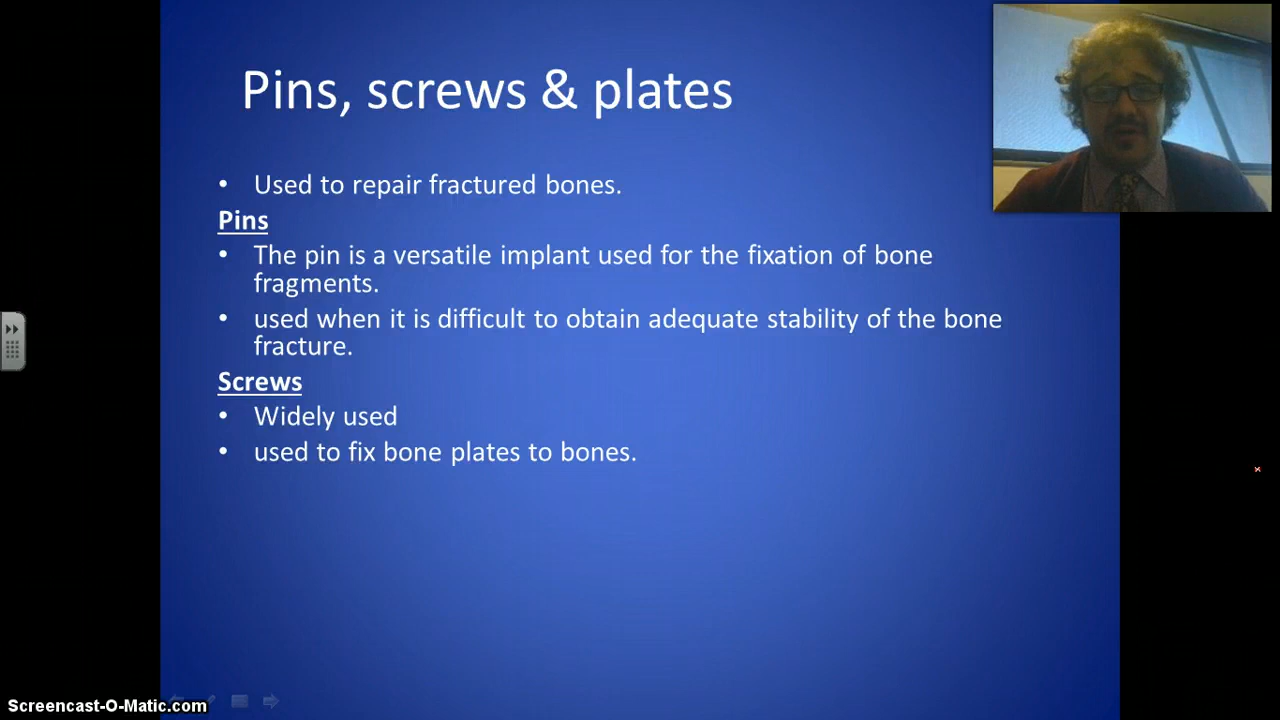 Pins, screws & plates
• Used to repair fractured bones.
Pins
• The pin is a versatile implant used for the fixation of bone
fragments.
• used when it is difficult to obtain adequate stability of the bone
fracture.
Screws
• Widely used
• used to fix bone plates to bones.
Screencast-O-Matic.com